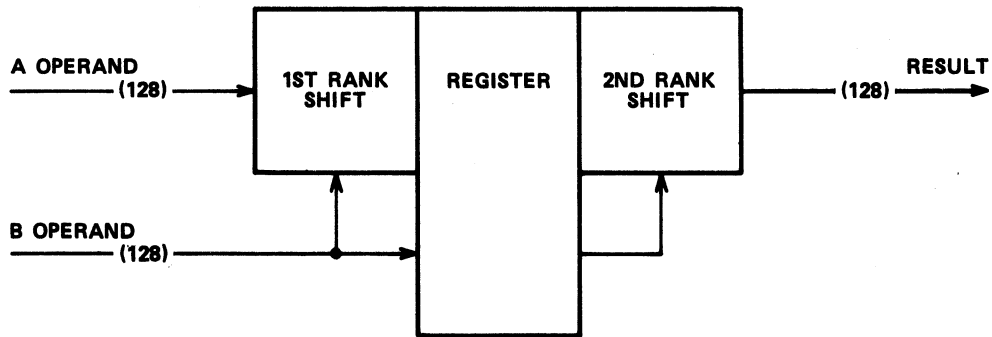 A OPERAND
(128)
1ST RANK
SHIFT
REGISTER
2ND RANK
SHIFT
RESULT
(128)
B OPERAND
(128)